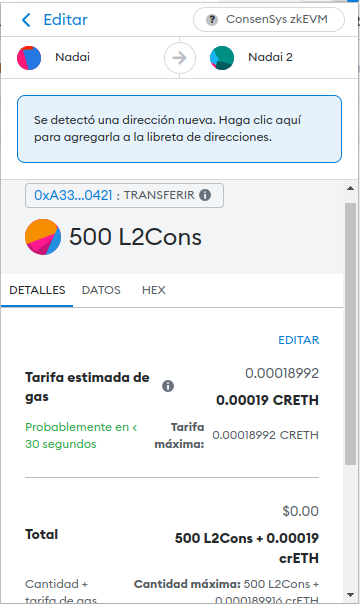 Editar
? ConsenSys zkEVM
Nadai
Nadai 2
Se detectó una dirección nueva. Haga clic aquí
para agregarla a la libreta de direcciones.
0xA33...0421 : TRANSFERIR
500 L2Cons
DETALLES DATOS HEX
EDITAR
Tarifa estimada de
gas
0.00018992
0.00019 CRETH
Probablemente en <
30 segundos
Tarifa
máxima:
0.00018992 CRETH
$0.00
Total
500 L2Cons + 0.00019
crETH
Cantidad +
tarifa de gas
Cantidad máxima: 500 L2Cons +
0.000189916 crETH